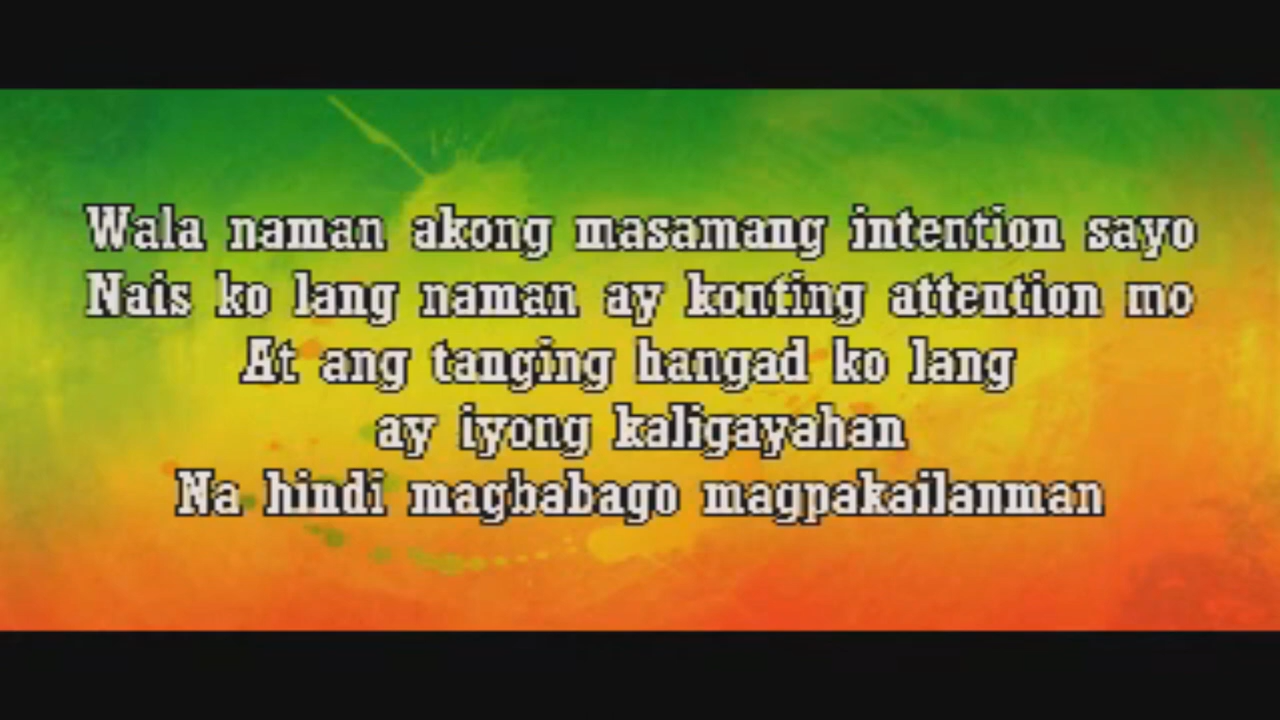 Wala naman akong masamang intention sayo
Nais ko lang naman ay konting attention mo
At ang tanging hangad ko lang
ay iyong kaligayahan
Na hindi magbabago magpakailanman